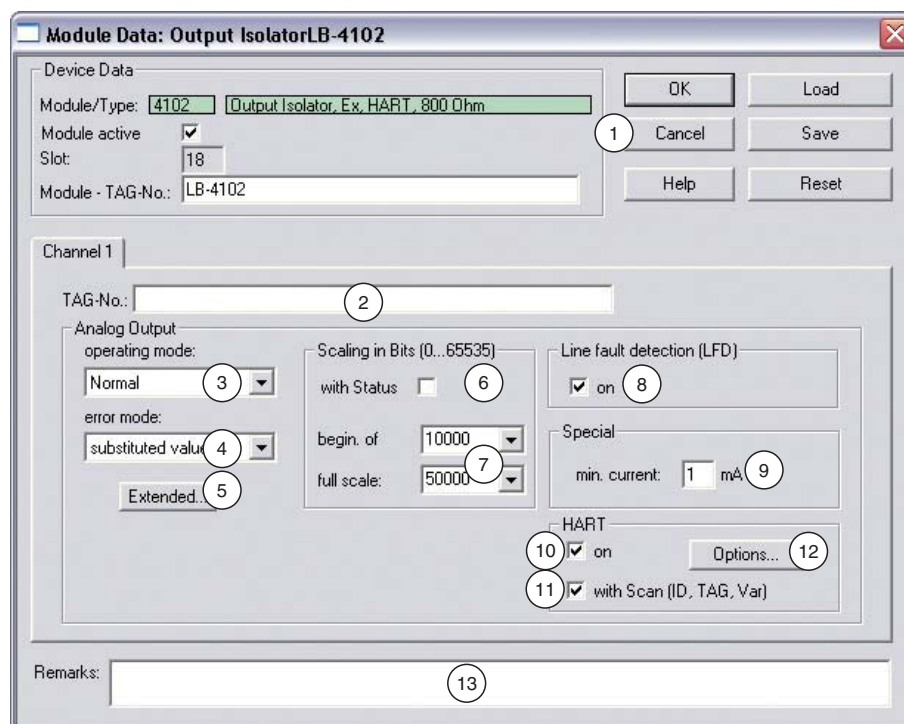 Module Data: Output IsolatorLB-4102
Device Data
Module/Type: 4102 Output Isolator, Ex, HART, 800 Ohm
Module active
Slot: 18
Module - TAG-No.: LB-4102
OK Load
1 Cancel Save
Help Reset
Channel 1
TAG-No.: 2
Analog Output
operating mode:
Normal 3
error mode:
substituted value 4
Extended... 5
Scaling in Bits (0...65535)
with Status 6
begin. of 10000
7
full scale: 50000
Line fault detection (LFD)
on 8
Special
min. current: 1 mA 9
HART
10 on Options... 12
11 with Scan (ID, TAG, Var)
Remarks: 13